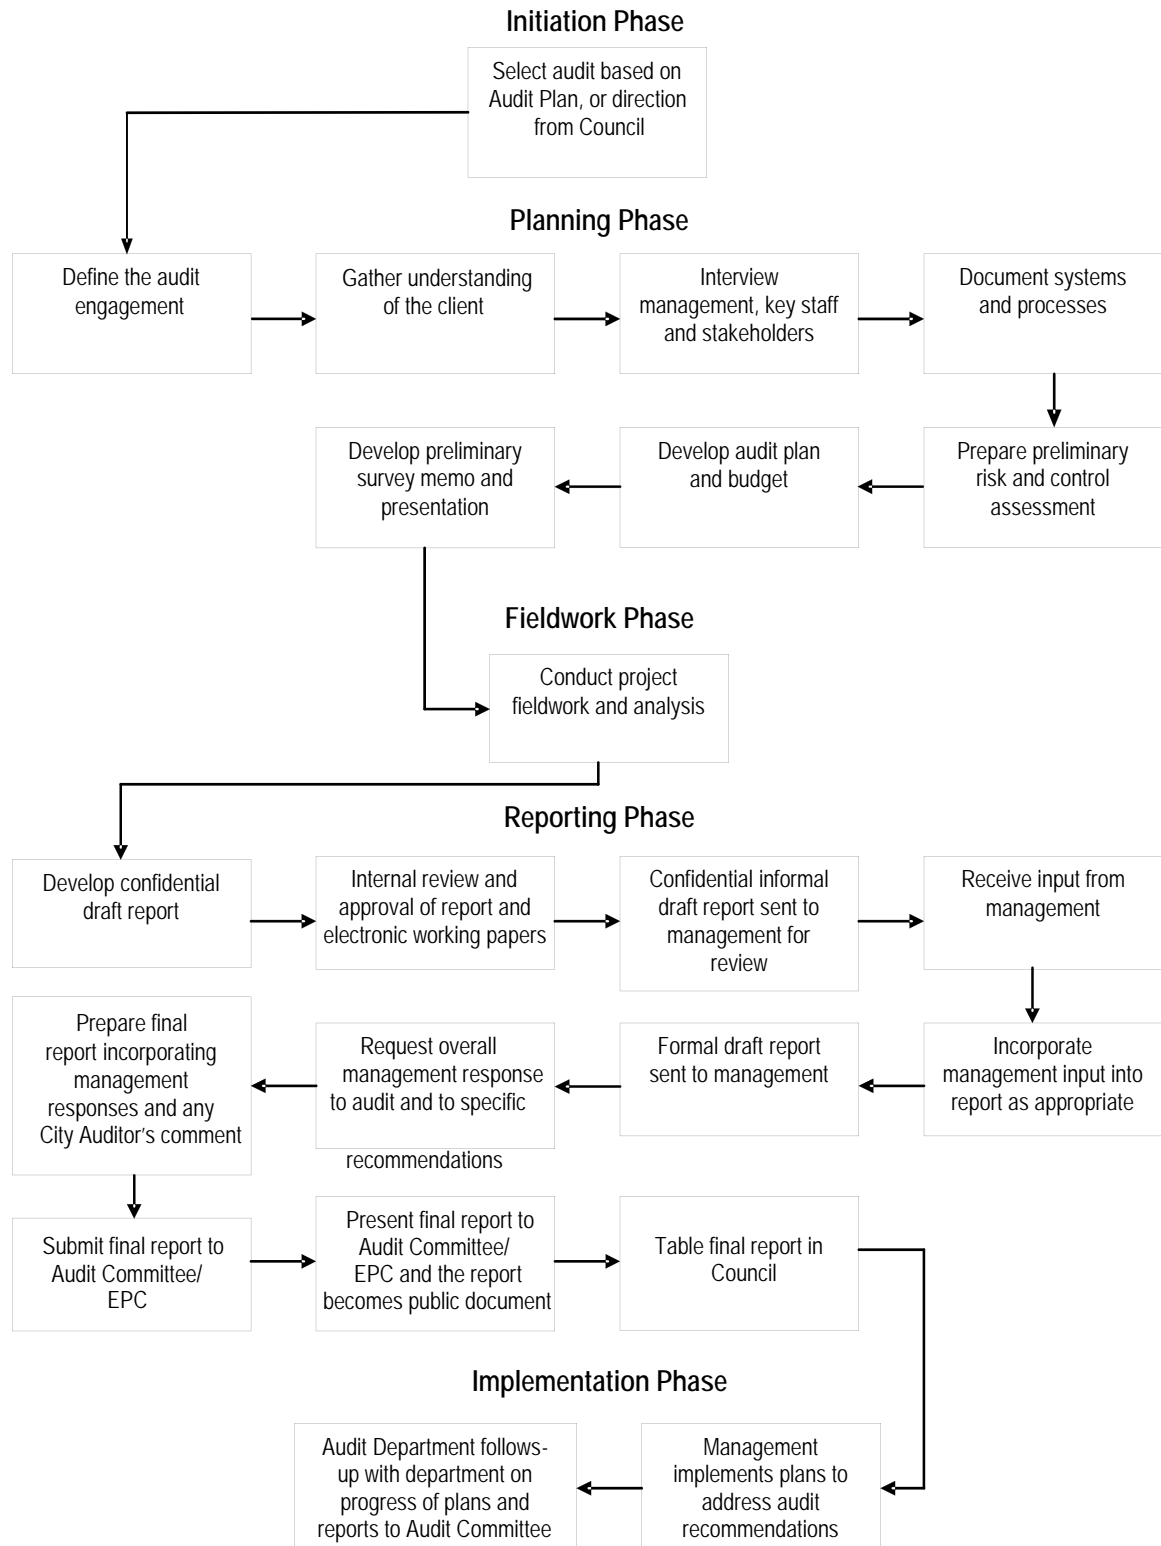 Initiation Phase
Select audit based on
Audit Plan, or direction
from Council
Planning Phase
Define the audit
engagement
Gather understanding
of the client
Interview
management, key staff
and stakeholders
Document systems
and processes
Prepare preliminary
risk and control
assessment
Develop audit plan
and budget
Develop preliminary
survey memo and
presentation
Fieldwork Phase
Conduct project
fieldwork and analysis
Reporting Phase
Develop confidential
draft report
Internal review and
approval of report and
electronic working papers
Confidential informal
draft report sent to
management for
review
Receive input from
management
Incorporate
management input into
report as appropriate
Formal draft report
sent to management
Request overall
management response
to audit and to specific
recommendations
Prepare final
report incorporating
management
responses and any
City Auditor's comment
Submit final report to
Audit Committee/
EPC
Present final report to
Audit Committee/
EPC and the report
becomes public document
Table final report in
Council
Implementation Phase
Management
implements plans to
address audit
recommendations
Audit Department follows-
up with department on
progress of plans and
reports to Audit Committee